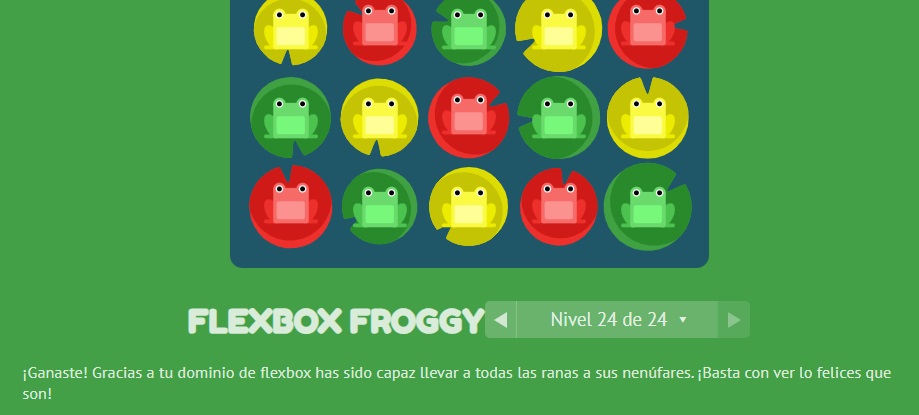 FLEXBOX FROGGY
Nivel 24 de 24
¡Ganaste! Gracias a tu dominio de flexbox has sido capaz llevar a todas las ranas a sus nenúfares. ¡Basta con ver lo felices que
son!